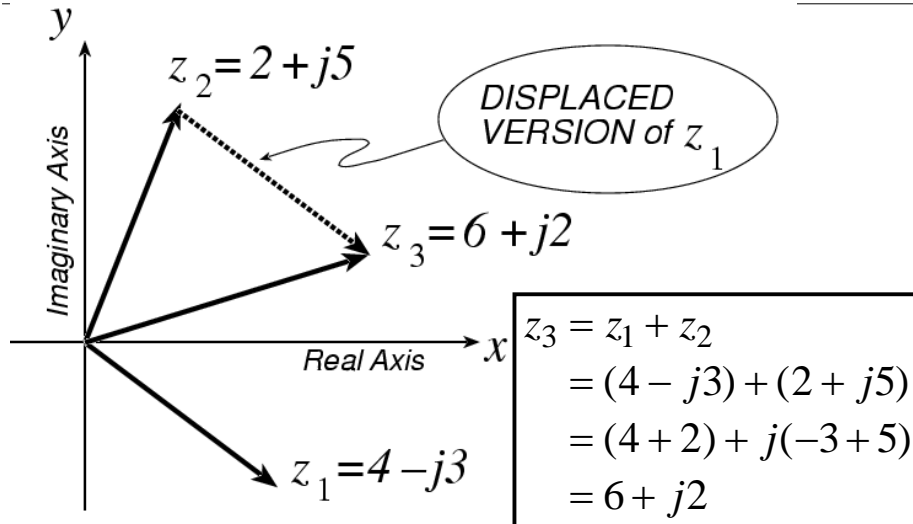 y
z₂ = 2 + j5
DISPLACED
VERSION of z₁
Imaginary Axis
z₃ = 6 + j2
x
Real Axis
z₁ = 4 − j3
z₃ = z₁ + z₂
= (4 − j3) + (2 + j5)
= (4 + 2) + j(−3 + 5)
= 6 + j2